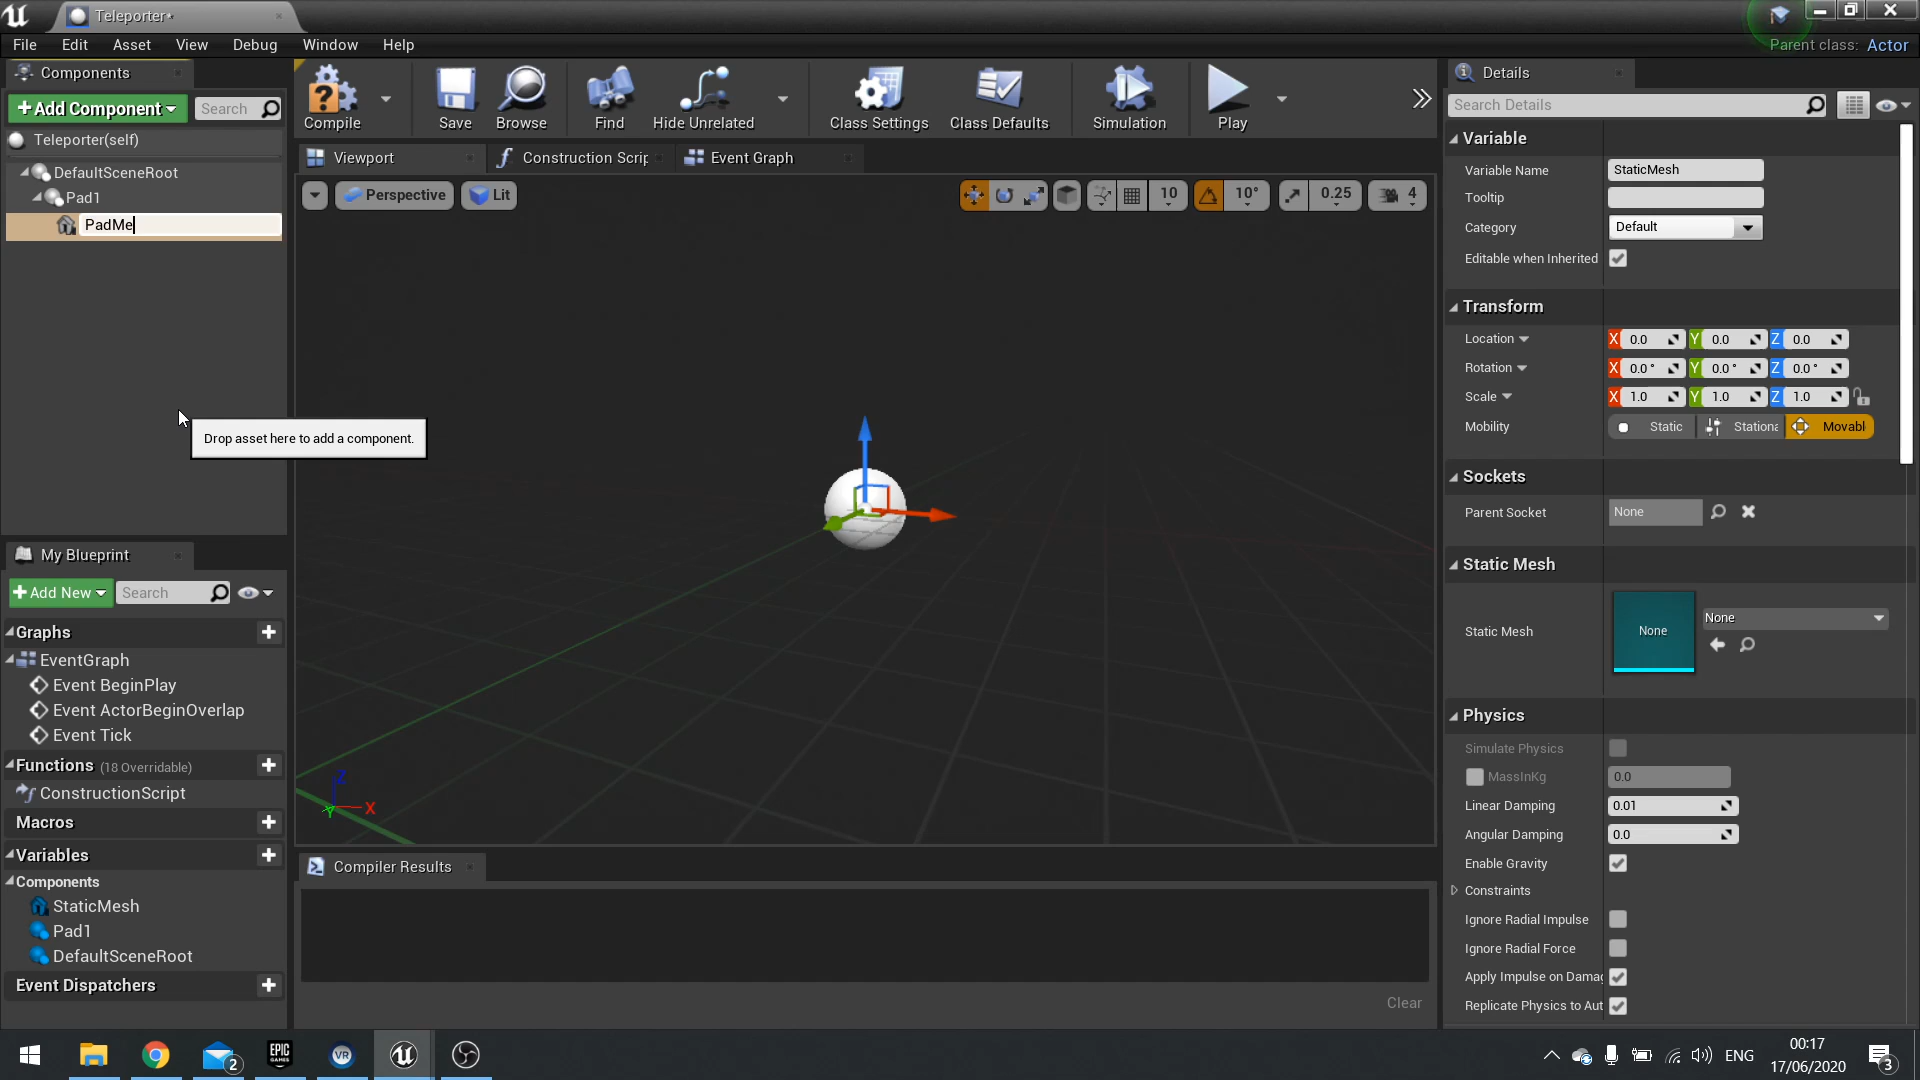 Teleporter*
File Edit Asset View Debug Window Help
Parent class: Actor
Components
+Add Component Search
Teleporter(self)
DefaultSceneRoot
Pad1
PadMe
Drop asset here to add a component.
Compile Save Browse Find Hide Unrelated Class Settings Class Defaults Simulation Play
Viewport Construction Scrip Event Graph
Perspective Lit 10 10° 0.25 4
Z
X
Y
My Blueprint
+Add New Search
Graphs
EventGraph
Event BeginPlay
Event ActorBeginOverlap
Event Tick
Functions (18 Overridable)
ConstructionScript
Macros
Variables
Components
StaticMesh
Pad1
DefaultSceneRoot
Event Dispatchers
Compiler Results
Clear
Details
Search Details
Variable
Variable Name StaticMesh
Tooltip
Category Default
Editable when Inherited
Transform
Location X 0.0 Y 0.0 Z 0.0
Rotation X 0.0° Y 0.0° Z 0.0°
Scale X 1.0 Y 1.0 Z 1.0
Mobility Static Stationa Movabl
Sockets
Parent Socket None
Static Mesh
Static Mesh None None
Physics
Simulate Physics
MassInKg 0.0
Linear Damping 0.01
Angular Damping 0.0
Enable Gravity
Constraints
Ignore Radial Impulse
Ignore Radial Force
Apply Impulse on Damag
Replicate Physics to Aut
2
EPIC GAMES
VR
ENG
00:17
17/06/2020
3